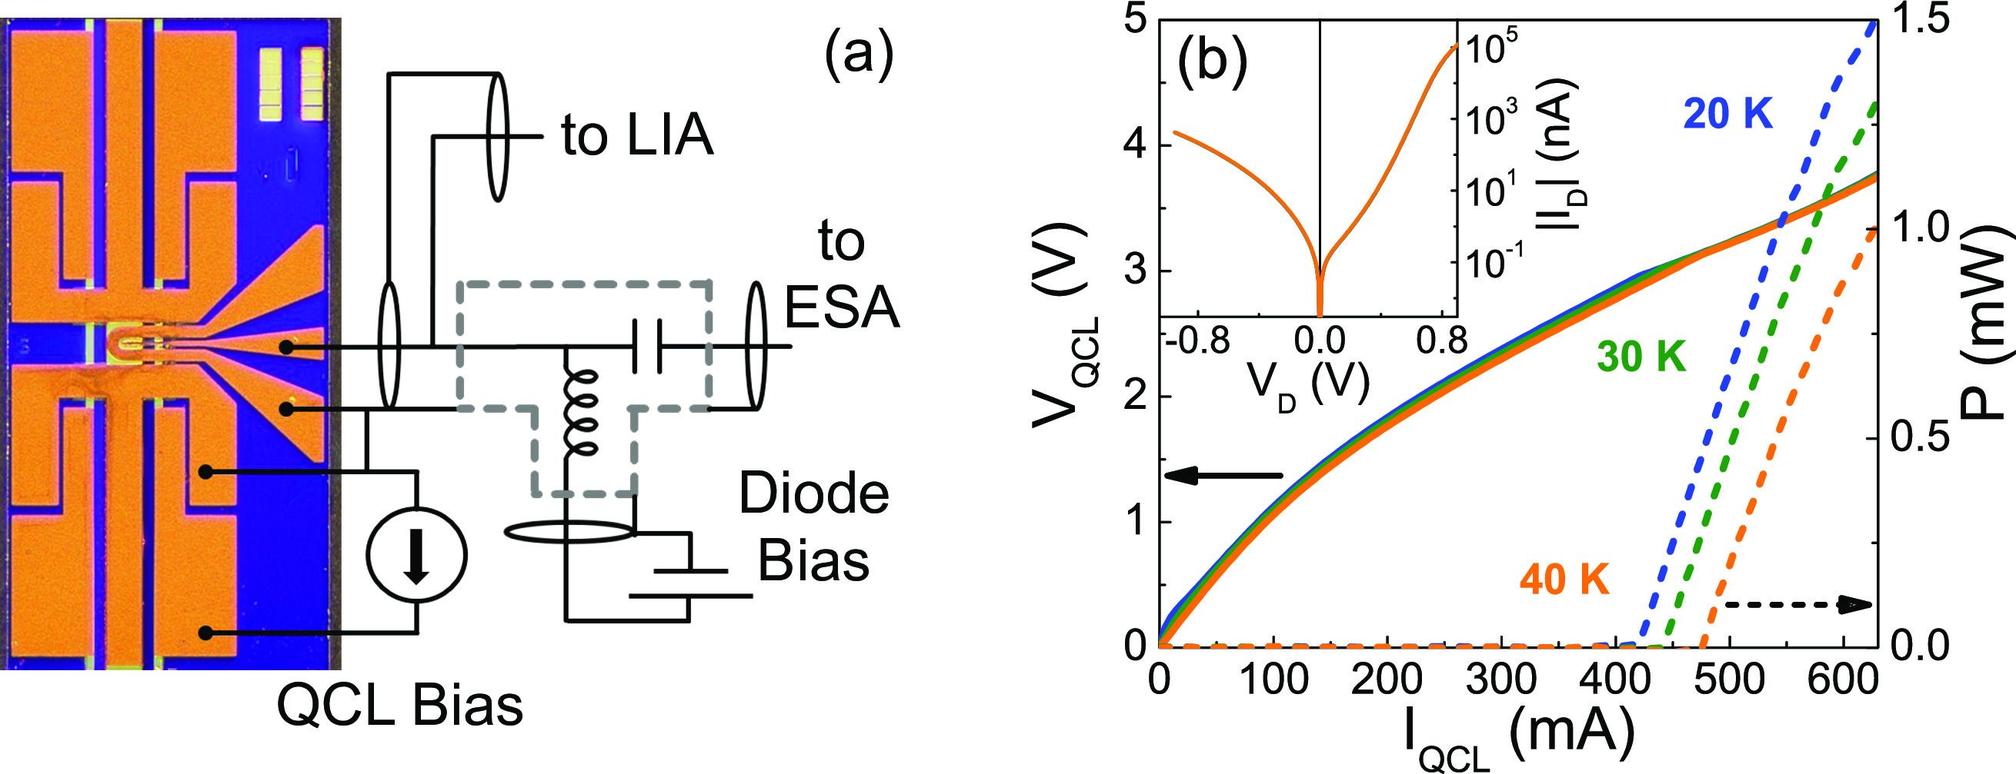 (a)
to LIA
to
ESA
Diode
Bias
QCL Bias
(b)
5
4
3
2
1
0
V_QCL (V)
0 100 200 300 400 500 600
I_QCL (mA)
1.5
1.0
0.5
0.0
P (mW)
20 K
30 K
40 K
10^5
10^3
10^1
10^-1
||I_D| (nA)
-0.8 0.0 0.8
V_D (V)